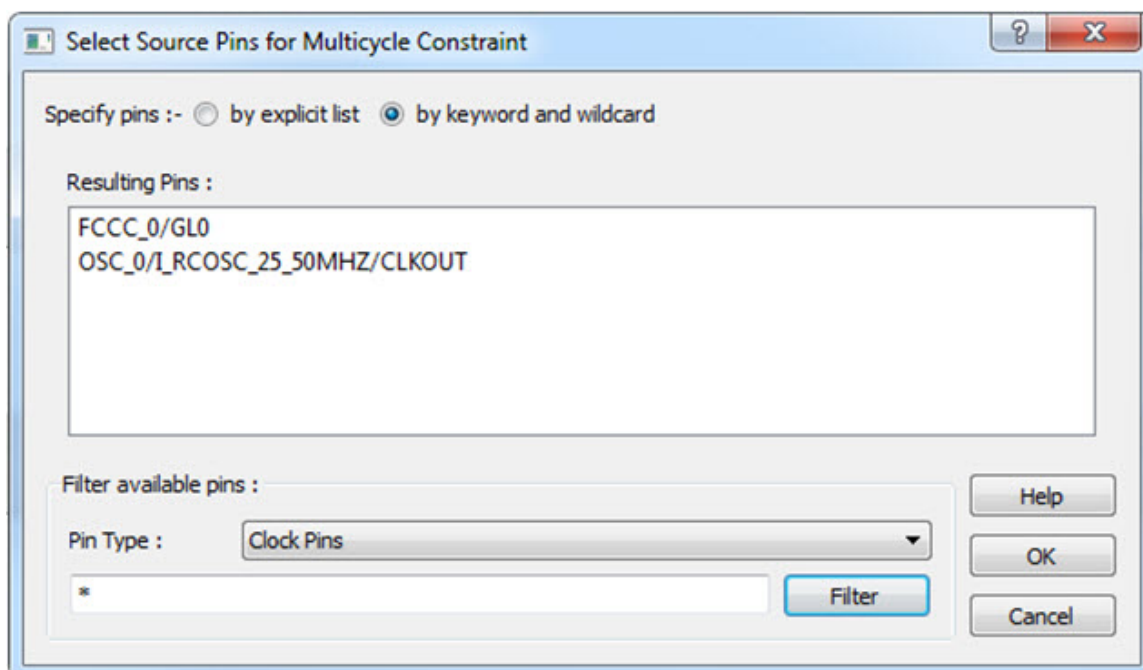 Select Source Pins for Multicycle Constraint
Specify pins :- by explicit list by keyword and wildcard
Resulting Pins :
FCCC_0/GL0
OSC_0/I_RCOSC_25_50MHZ/CLKOUT
Filter available pins :
Help
Pin Type : Clock Pins
OK
*
Filter
Cancel